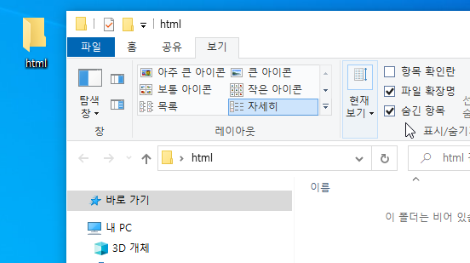 html
html
파일
홈
공유
보기
탐색
창
아주 큰 아이콘
큰 아이콘
보통 아이콘
작은 아이콘
목록
자세히
현재
보기
항목 확인란
파일 확장명
숨긴 항목
창
레이아웃
표시/숨기
html
html
이름
바로 가기
이 폴더는 비어 있
내 PC
3D 개체